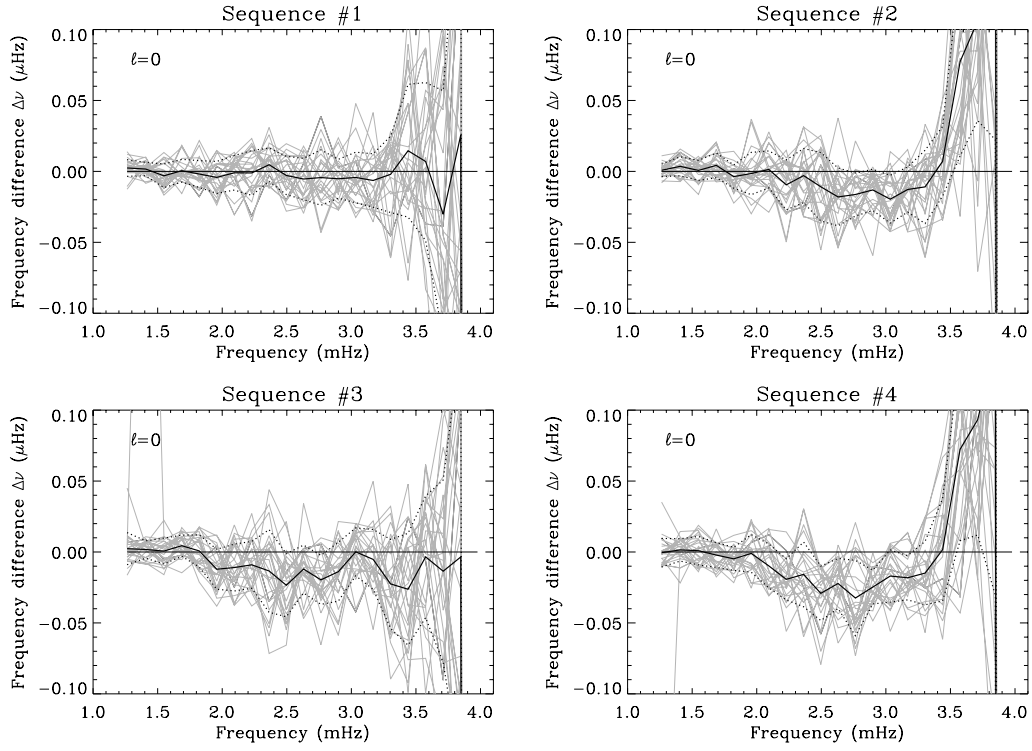 Sequence #1
Frequency difference Δν (μHz)
0.10
0.05
0.00
−0.05
−0.10
ℓ=0
1.0 1.5 2.0 2.5 3.0 3.5 4.0
Frequency (mHz)
Sequence #2
Frequency difference Δν (μHz)
0.10
0.05
0.00
−0.05
−0.10
ℓ=0
1.0 1.5 2.0 2.5 3.0 3.5 4.0
Frequency (mHz)
Sequence #3
Frequency difference Δν (μHz)
0.10
0.05
0.00
−0.05
−0.10
ℓ=0
1.0 1.5 2.0 2.5 3.0 3.5 4.0
Frequency (mHz)
Sequence #4
Frequency difference Δν (μHz)
0.10
0.05
0.00
−0.05
−0.10
ℓ=0
1.0 1.5 2.0 2.5 3.0 3.5 4.0
Frequency (mHz)